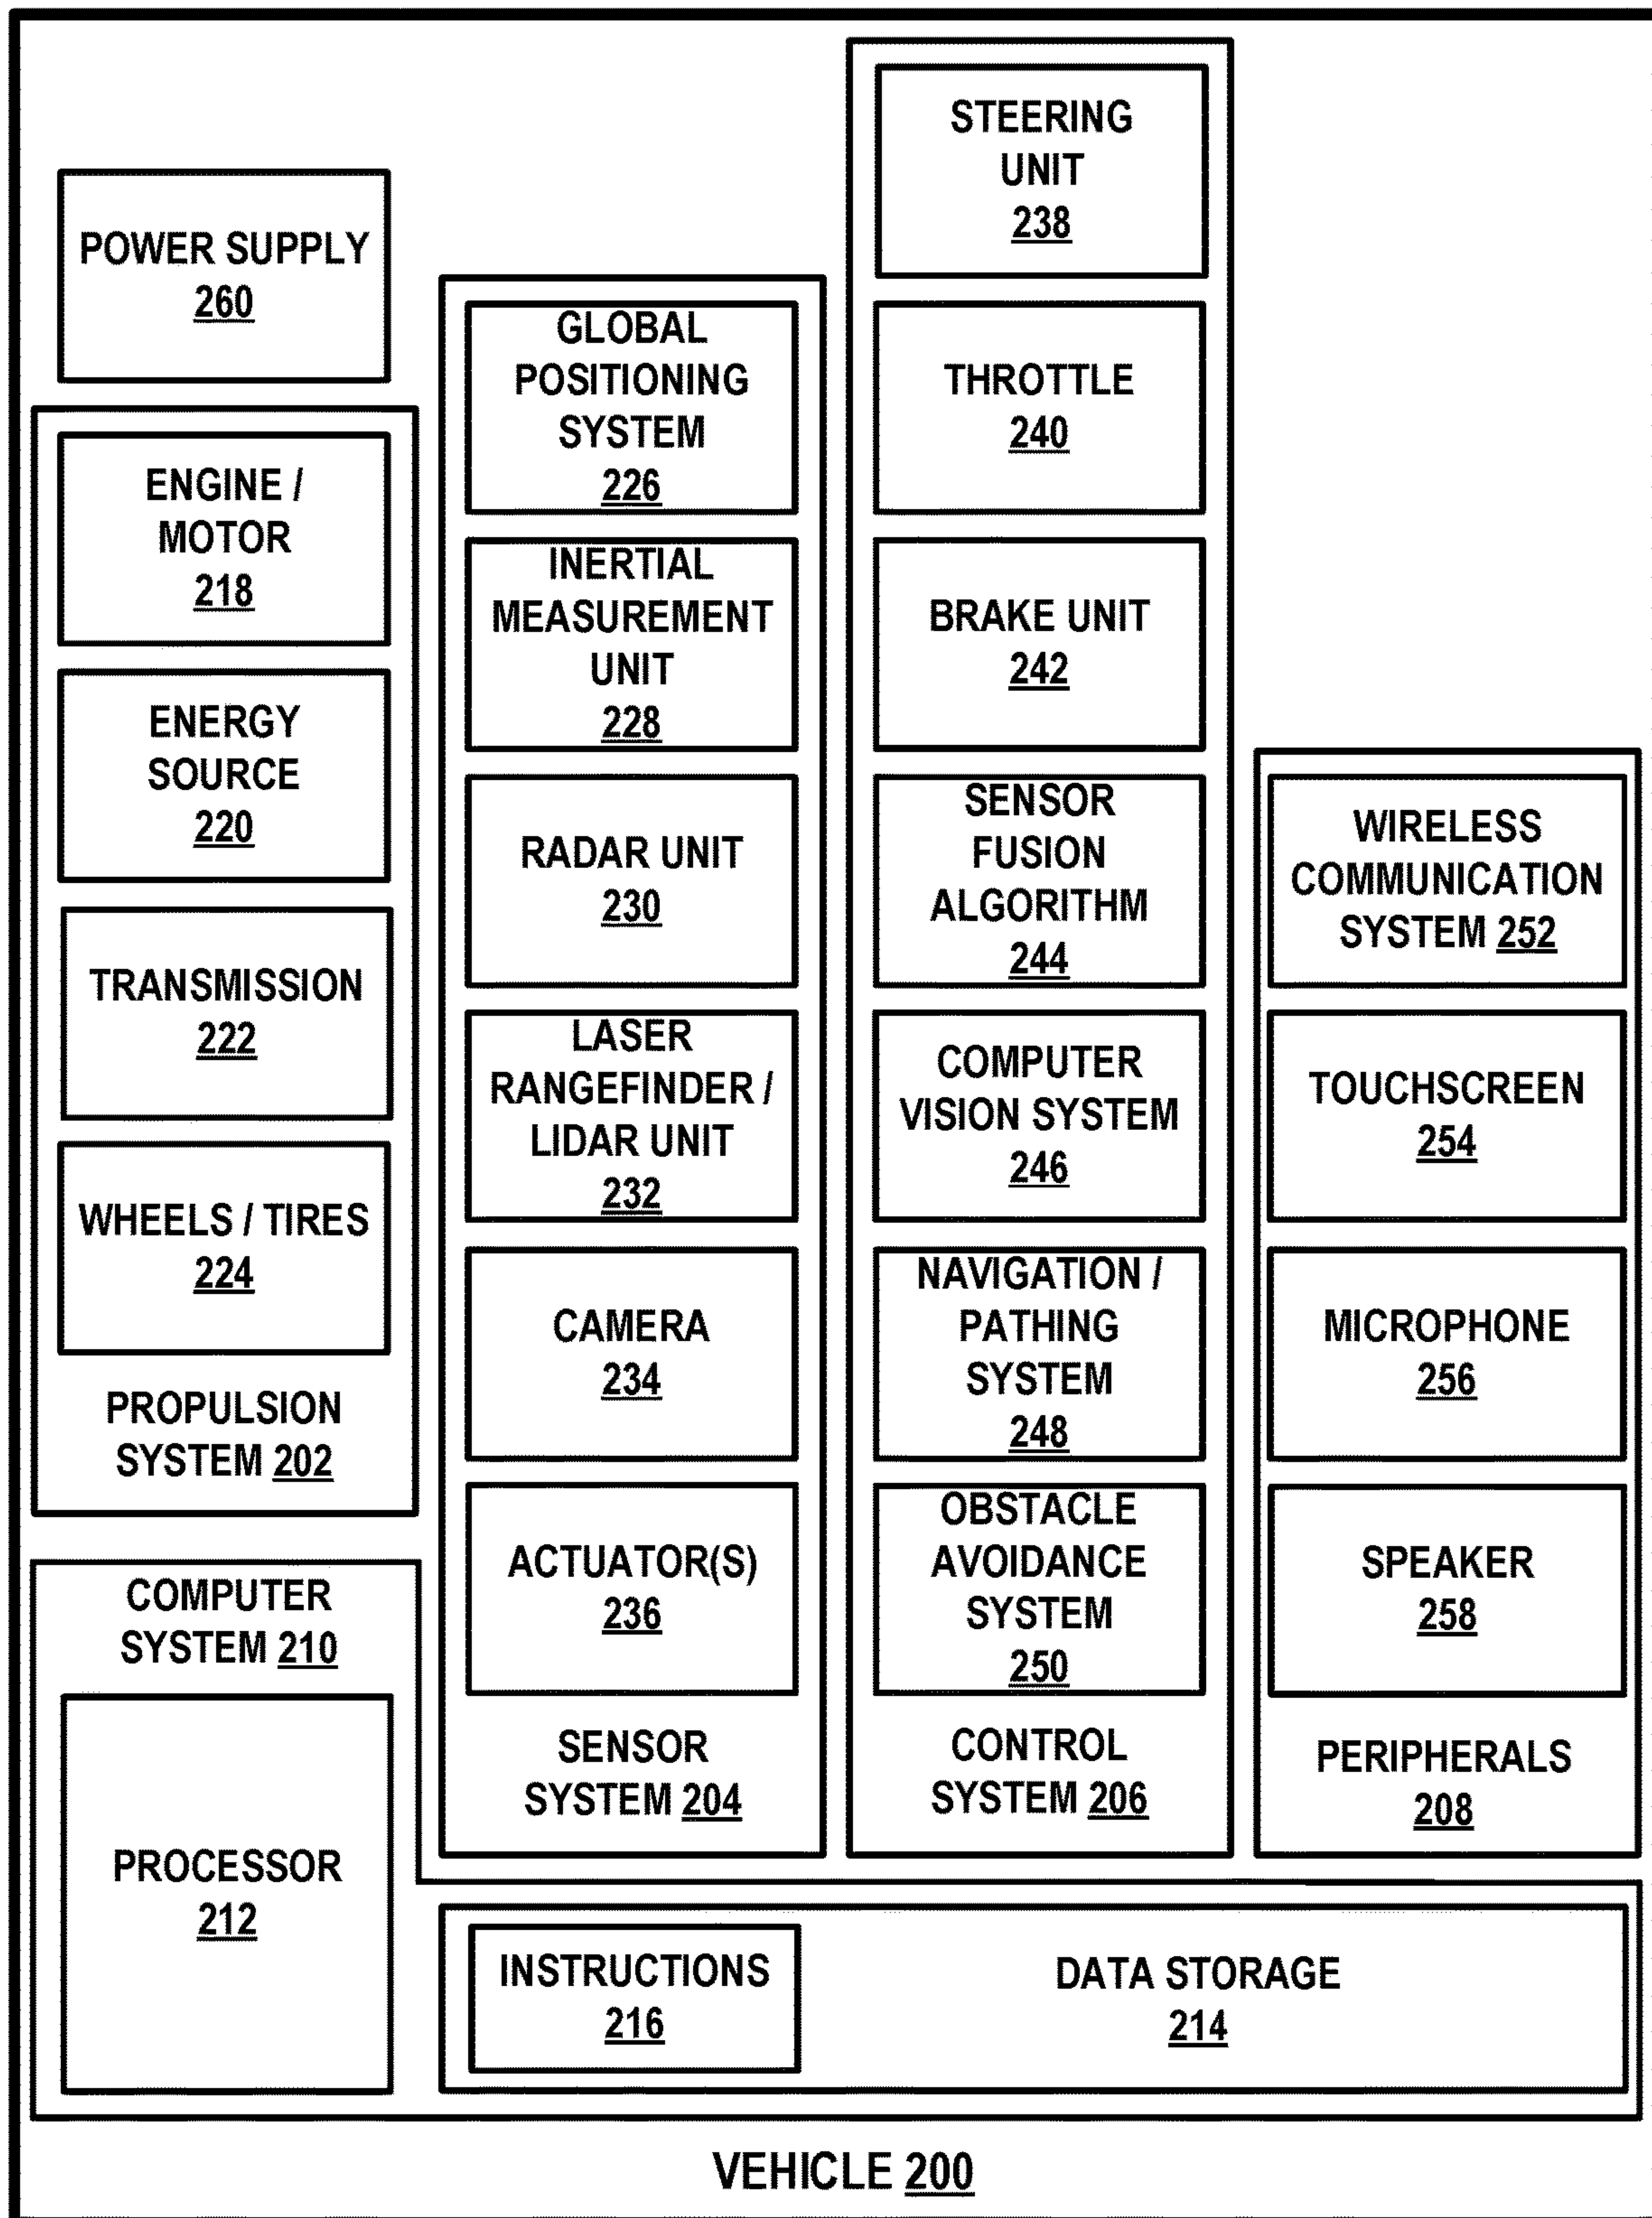 POWER SUPPLY
260
ENGINE /
MOTOR
218
ENERGY
SOURCE
220
TRANSMISSION
222
WHEELS / TIRES
224
PROPULSION
SYSTEM 202
COMPUTER
SYSTEM 210
PROCESSOR
212
GLOBAL
POSITIONING
SYSTEM
226
INERTIAL
MEASUREMENT
UNIT
228
RADAR UNIT
230
LASER
RANGEFINDER /
LIDAR UNIT
232
CAMERA
234
ACTUATOR(S)
236
SENSOR
SYSTEM 204
STEERING
UNIT
238
THROTTLE
240
BRAKE UNIT
242
SENSOR
FUSION
ALGORITHM
244
COMPUTER
VISION SYSTEM
246
NAVIGATION /
PATHING
SYSTEM
248
OBSTACLE
AVOIDANCE
SYSTEM
250
CONTROL
SYSTEM 206
WIRELESS
COMMUNICATION
SYSTEM 252
TOUCHSCREEN
254
MICROPHONE
256
SPEAKER
258
PERIPHERALS
208
INSTRUCTIONS
216
DATA STORAGE
214
VEHICLE 200